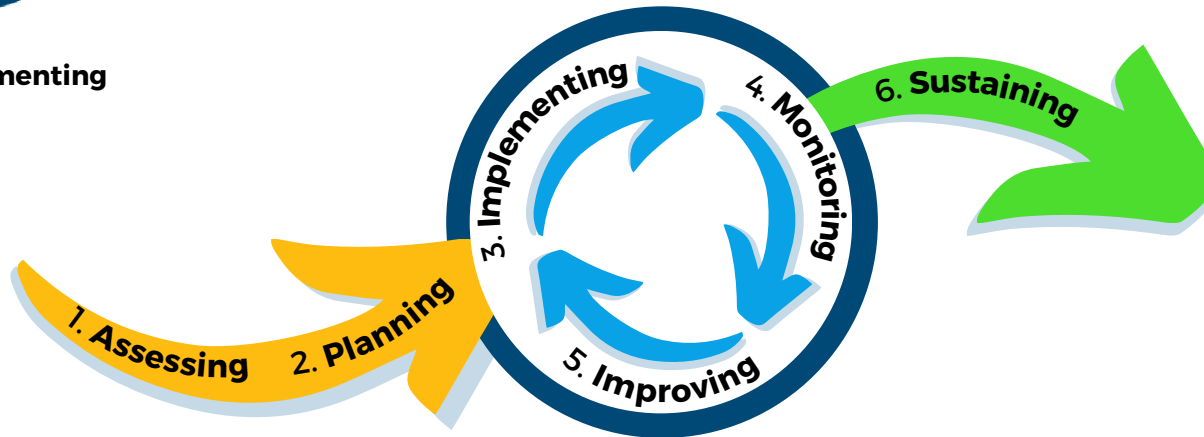 menting
1. Assessing
2. Planning
3. Implementing
4. Monitoring
5. Improving
6. Sustaining